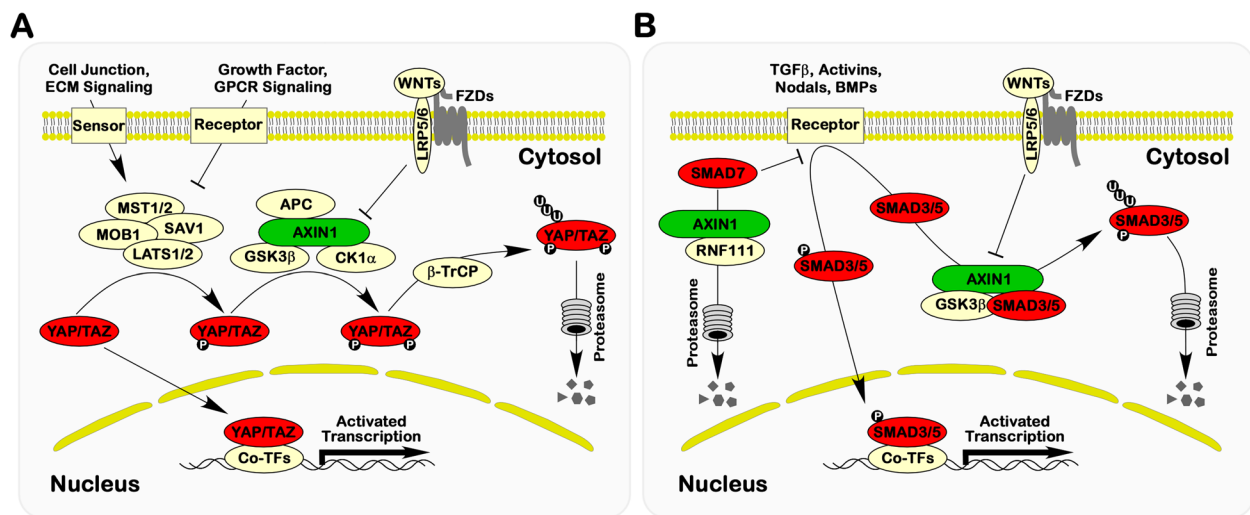 A
Cell Junction,
ECM Signaling
Growth Factor,
GPCR Signaling
WNTs
FZDs
LRP5/6
Sensor
Receptor
Cytosol
MST1/2
MOB1
SAV1
LATS1/2
APC
AXIN1
GSK3β
CK1α
β-TrCP
U
U
U
YAP/TAZ
P
P
YAP/TAZ
YAP/TAZ
P
YAP/TAZ
P
P
Proteasome
YAP/TAZ
Co-TFs
Activated
Transcription
Nucleus
B
TGFβ, Activins,
Nodals, BMPs
WNTs
FZDs
LRP5/6
Receptor
Cytosol
SMAD7
AXIN1
RNF111
SMAD3/5
P
SMAD3/5
AXIN1
GSK3β
SMAD3/5
U
U
U
SMAD3/5
P
Proteasome
Proteasome
P
SMAD3/5
Co-TFs
Activated
Transcription
Nucleus